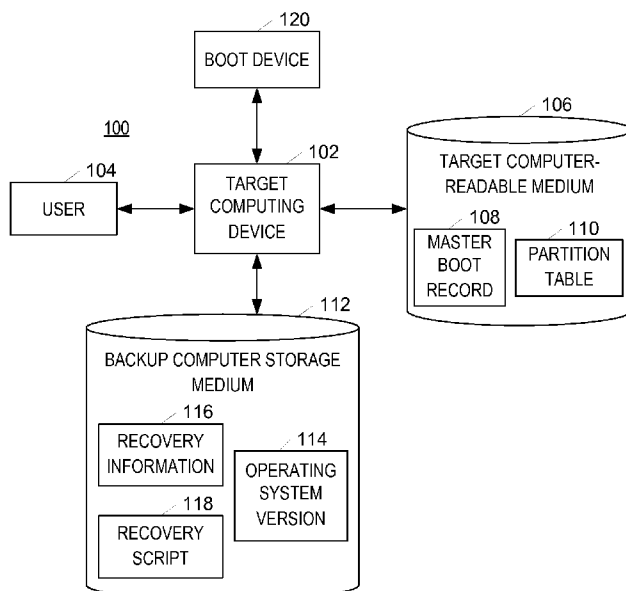 120
BOOT DEVICE
100
106
102
104
TARGET COMPUTER-
READABLE MEDIUM
TARGET
COMPUTING
DEVICE
USER
108
110
MASTER
BOOT
RECORD
PARTITION
TABLE
112
BACKUP COMPUTER STORAGE
MEDIUM
116
114
RECOVERY
INFORMATION
OPERATING
SYSTEM
VERSION
118
RECOVERY
SCRIPT